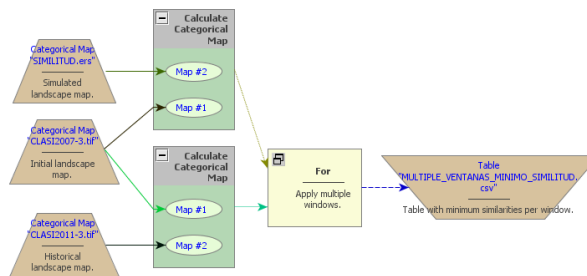 Calculate
Categorical
Map
Categorical Map
"SIMILITUD.ers"
Simulated
landscape map.
Map #2
Map #1
Categorical Map
"CLASI2007-3.tif"
Initial landscape
map.
Calculate
Categorical
Map
Map #1
Map #2
Categorical Map
"CLASI2011-3.tif"
Historical
landscape map.
For
Apply multiple
windows.
Table
"MULTIPLE_VENTANAS_MINIMO_SIMILITUD.
csv"
Table with minimum similarities per window.